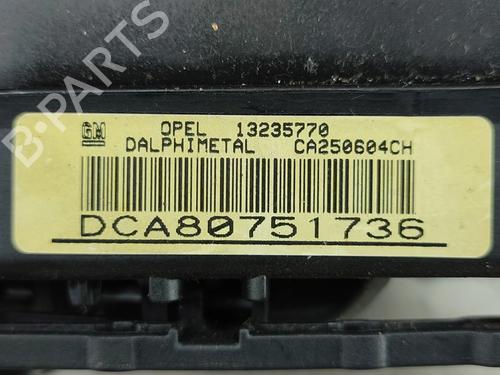 B-PARTS
GM OPEL 13235770
DALPHIMETAL CA250604CH
DCA80751736